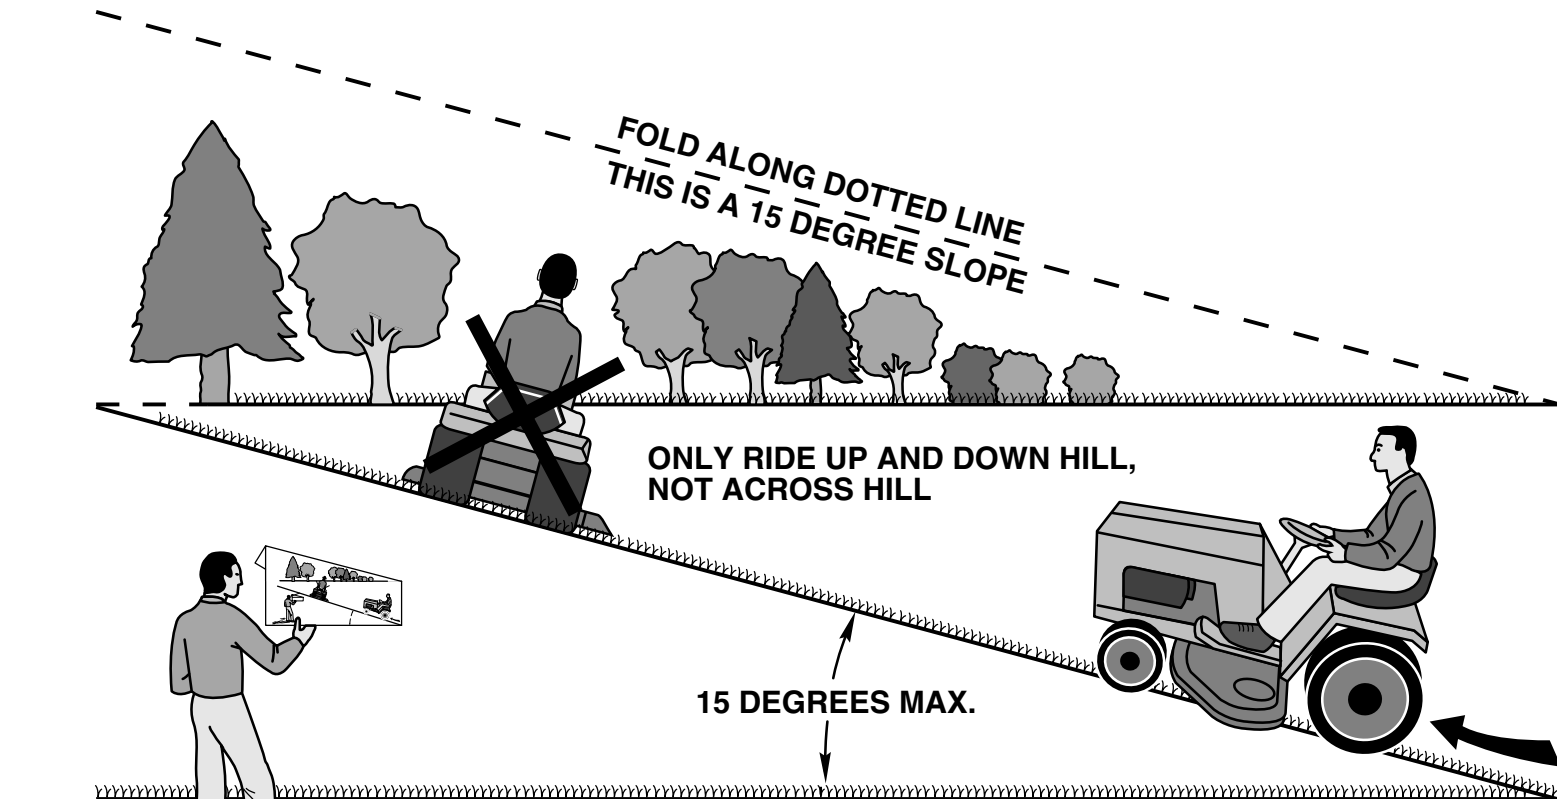 FOLD ALONG DOTTED LINE
THIS IS A 15 DEGREE SLOPE
ONLY RIDE UP AND DOWN HILL,
NOT ACROSS HILL
15 DEGREES MAX.